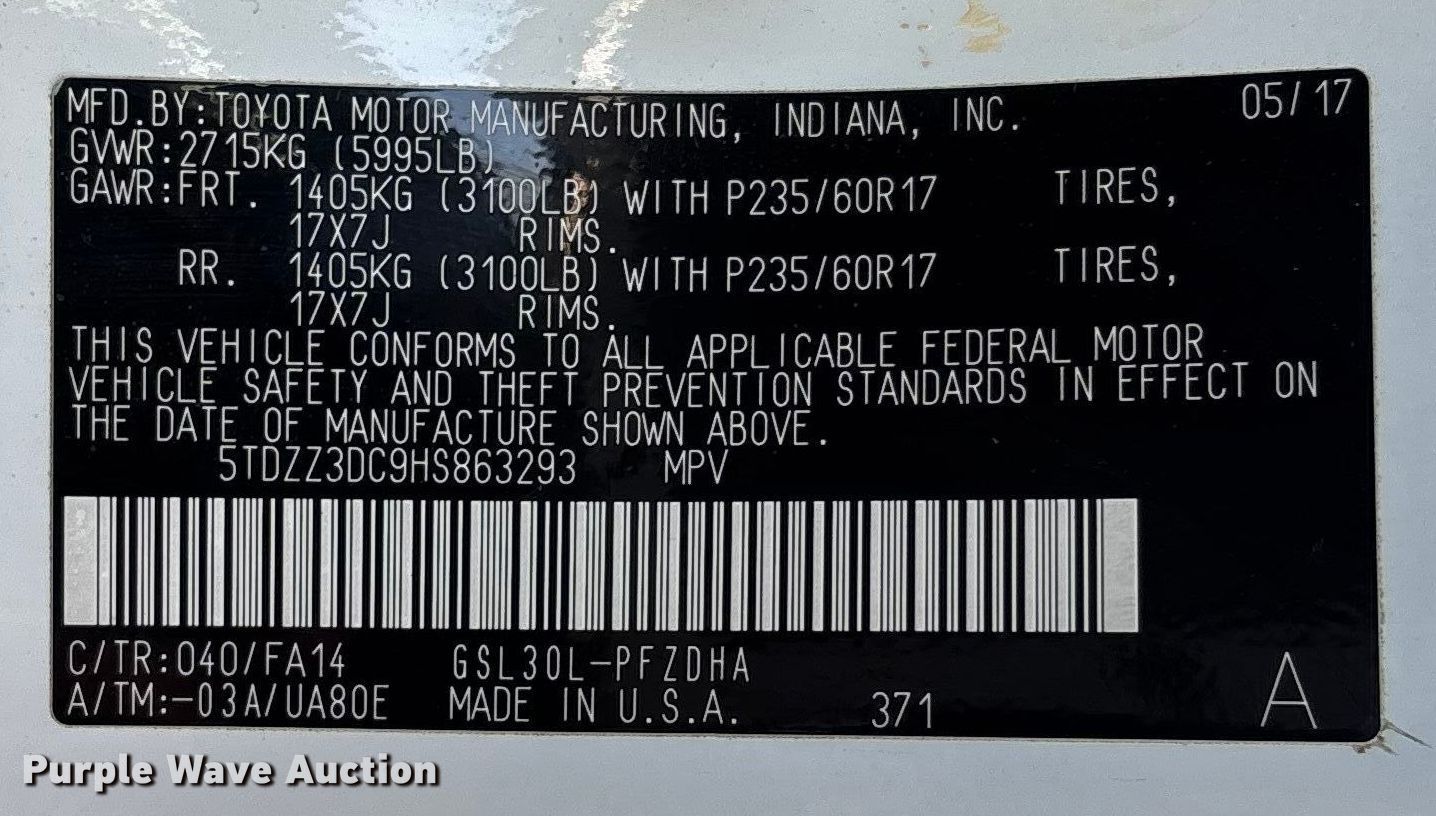 MFD.BY:TOYOTA MOTOR MANUFACTURING, INDIANA, INC. 05/17
GVWR:2715KG (5995LB)
GAWR:FRT. 1405KG (3100LB) WITH P235/60R17 TIRES,
17X7J RIMS.
RR. 1405KG (3100LB) WITH P235/60R17 TIRES,
17X7J RIMS.
THIS VEHICLE CONFORMS TO ALL APPLICABLE FEDERAL MOTOR
VEHICLE SAFETY AND THEFT PREVENTION STANDARDS IN EFFECT ON
THE DATE OF MANUFACTURE SHOWN ABOVE.
5TDZZ3DC9HS863293 MPV
C/TR:040/FA14 GSL30L-PFZDHA
A/TM:-03A/UA80E MADE IN U.S.A. 371 A
Purple Wave Auction